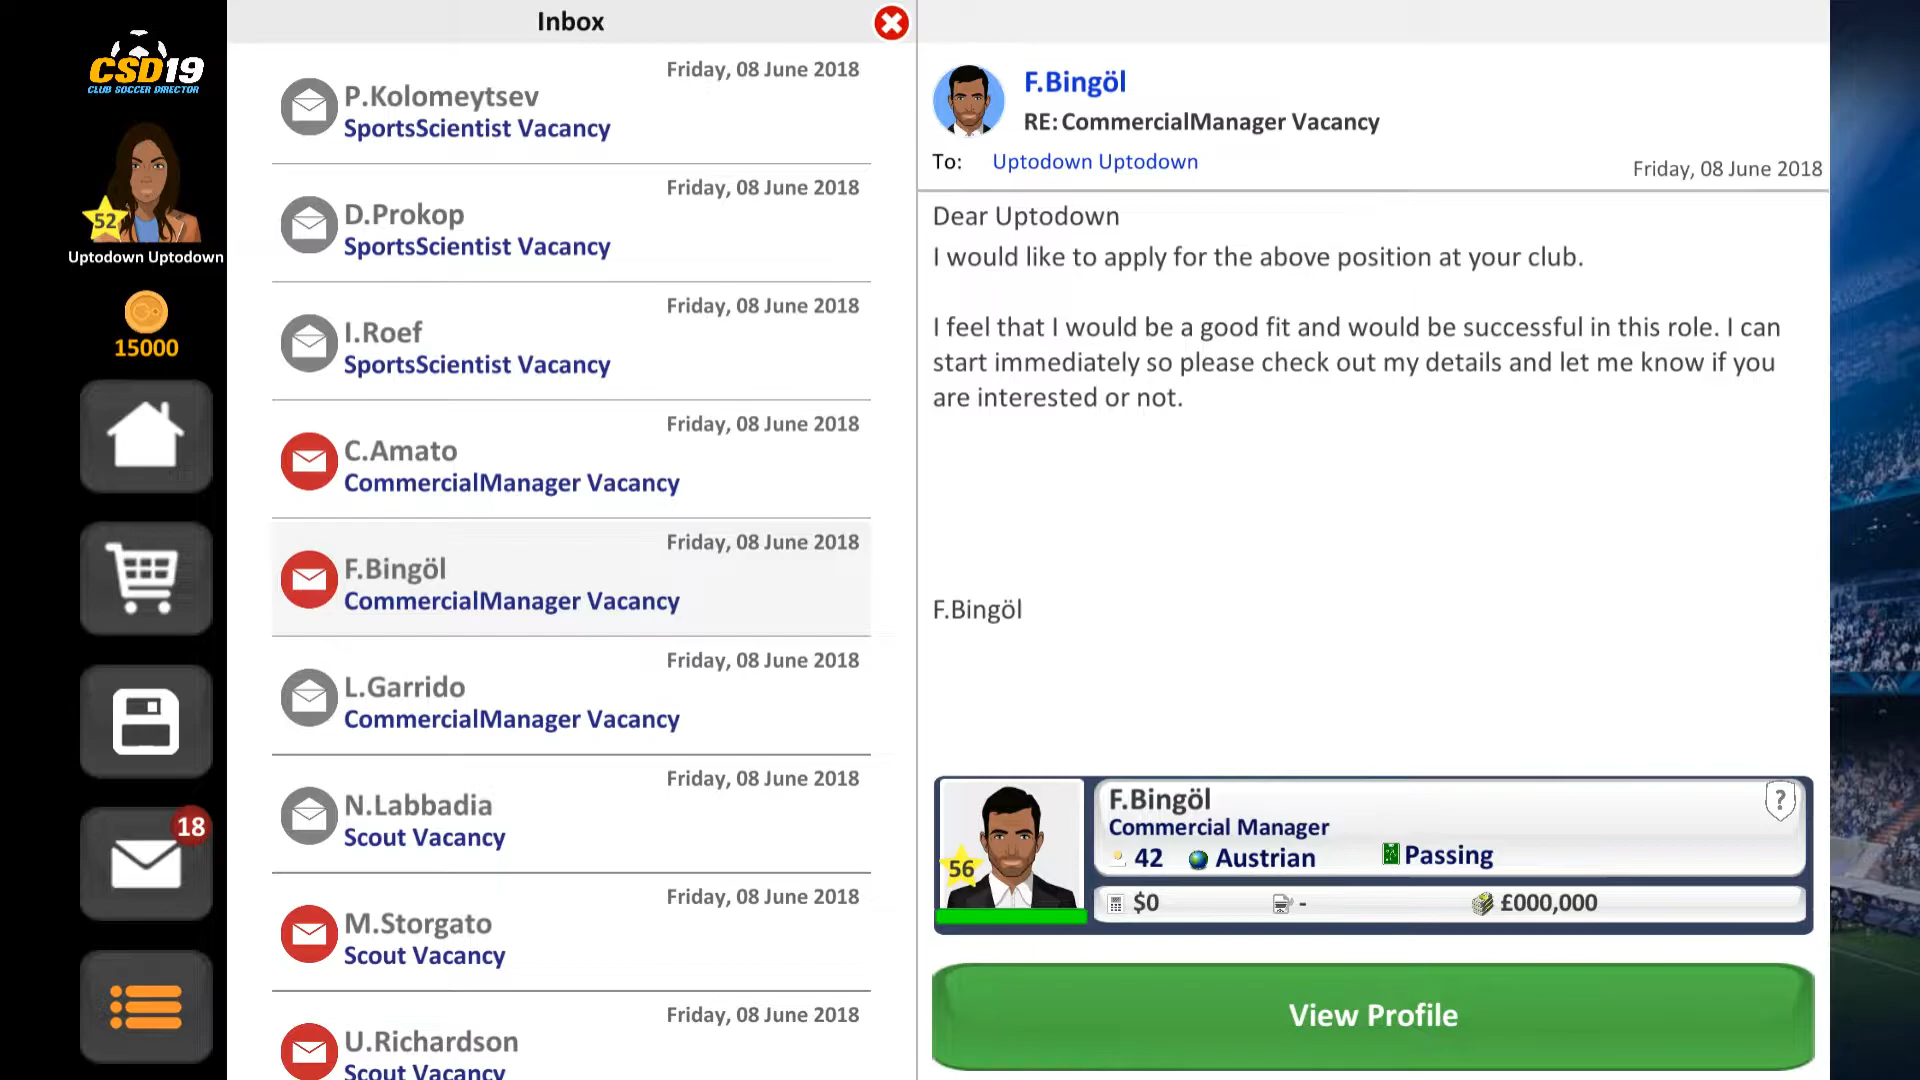 CSD19
CLUB SOCCER DIRECTOR
52
Uptodown Uptodown
15000
18
Inbox
Friday, 08 June 2018
P.Kolomeytsev
SportsScientist Vacancy
Friday, 08 June 2018
D.Prokop
SportsScientist Vacancy
Friday, 08 June 2018
I.Roef
SportsScientist Vacancy
Friday, 08 June 2018
C.Amato
CommercialManager Vacancy
Friday, 08 June 2018
F.Bingöl
CommercialManager Vacancy
Friday, 08 June 2018
L.Garrido
CommercialManager Vacancy
Friday, 08 June 2018
N.Labbadia
Scout Vacancy
Friday, 08 June 2018
M.Storgato
Scout Vacancy
Friday, 08 June 2018
U.Richardson
Scout Vacancy
F.Bingöl
RE: CommercialManager Vacancy
To: Uptodown Uptodown
Friday, 08 June 2018
Dear Uptodown
I would like to apply for the above position at your club.
I feel that I would be a good fit and would be successful in this role. I can
start immediately so please check out my details and let me know if you
are interested or not.
F.Bingöl
56
F.Bingöl
?
Commercial Manager
42 Austrian Passing
$0 - £000,000
View Profile